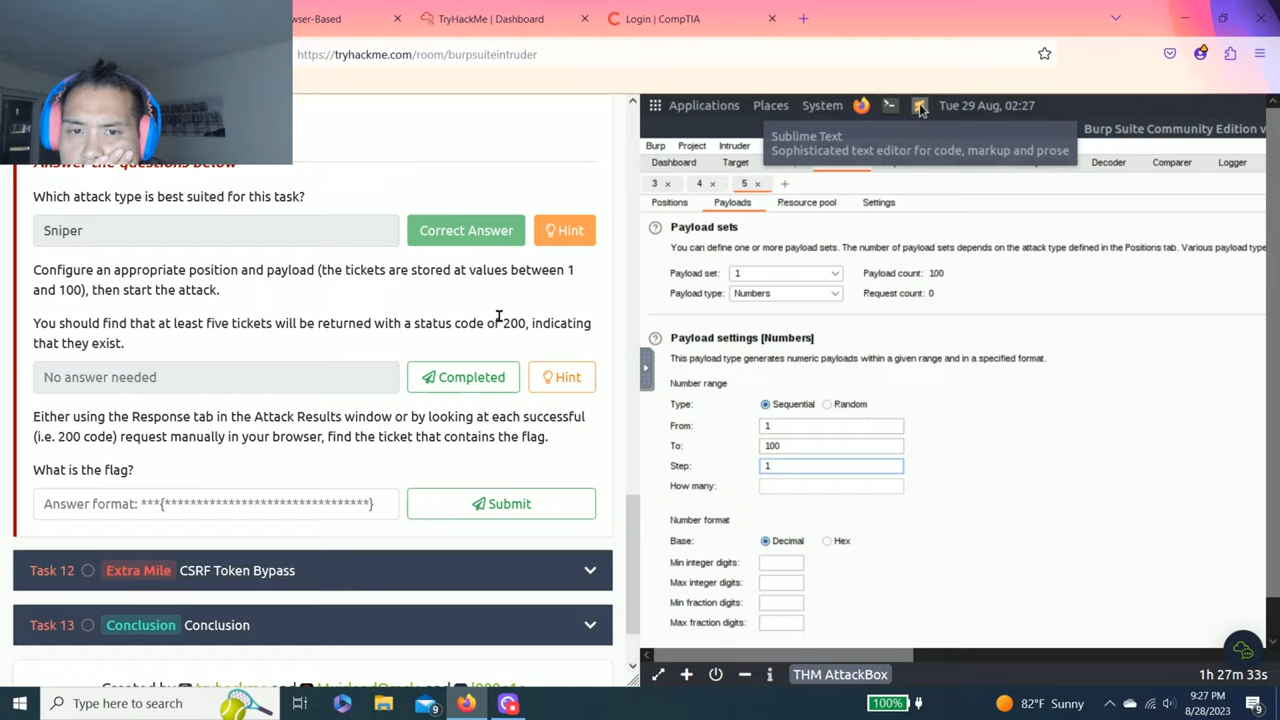 wser-Based
TryHackMe | Dashboard
Login | CompTIA
https://tryhackme.com/room/burpsuiteintruder
Answer the questions below
Which attack type is best suited for this task?
Sniper
Correct Answer
Hint
Configure an appropriate position and payload (the tickets are stored at values between 1
and 100), then start the attack.
You should find that at least five tickets will be returned with a status code of 200, indicating
that they exist.
No answer needed
Completed
Hint
Either using the Response tab in the Attack Results window or by looking at each successful
(i.e. 200 code) request manually in your browser, find the ticket that contains the flag.
What is the flag?
Answer format: ***{********************************}
Submit
Task 12 Extra Mile CSRF Token Bypass
Task 13 Conclusion Conclusion
Created by tryhackme and
Applications Places System Tue 29 Aug, 02:27
Burp Suite Community Edition v
Sublime Text
Sophisticated text editor for code, markup and prose
Burp Project Intruder
Dashboard Target Decoder Comparer Logger
3 × 4 × 5 × +
Positions Payloads Resource pool Settings
Payload sets
You can define one or more payload sets. The number of payload sets depends on the attack type defined in the Positions tab. Various payload type
Payload set: 1 Payload count: 100
Payload type: Numbers Request count: 0
Payload settings [Numbers]
This payload type generates numeric payloads within a given range and in a specified format.
Number range
Type: Sequential Random
From: 1
To: 100
Step: 1
How many:
Number format
Base: Decimal Hex
Min integer digits:
Max integer digits:
Min fraction digits:
Max fraction digits:
THM AttackBox
1h 27m 33s
Type here to search
9
100%
82°F Sunny
9:27 PM
8/28/2023
9